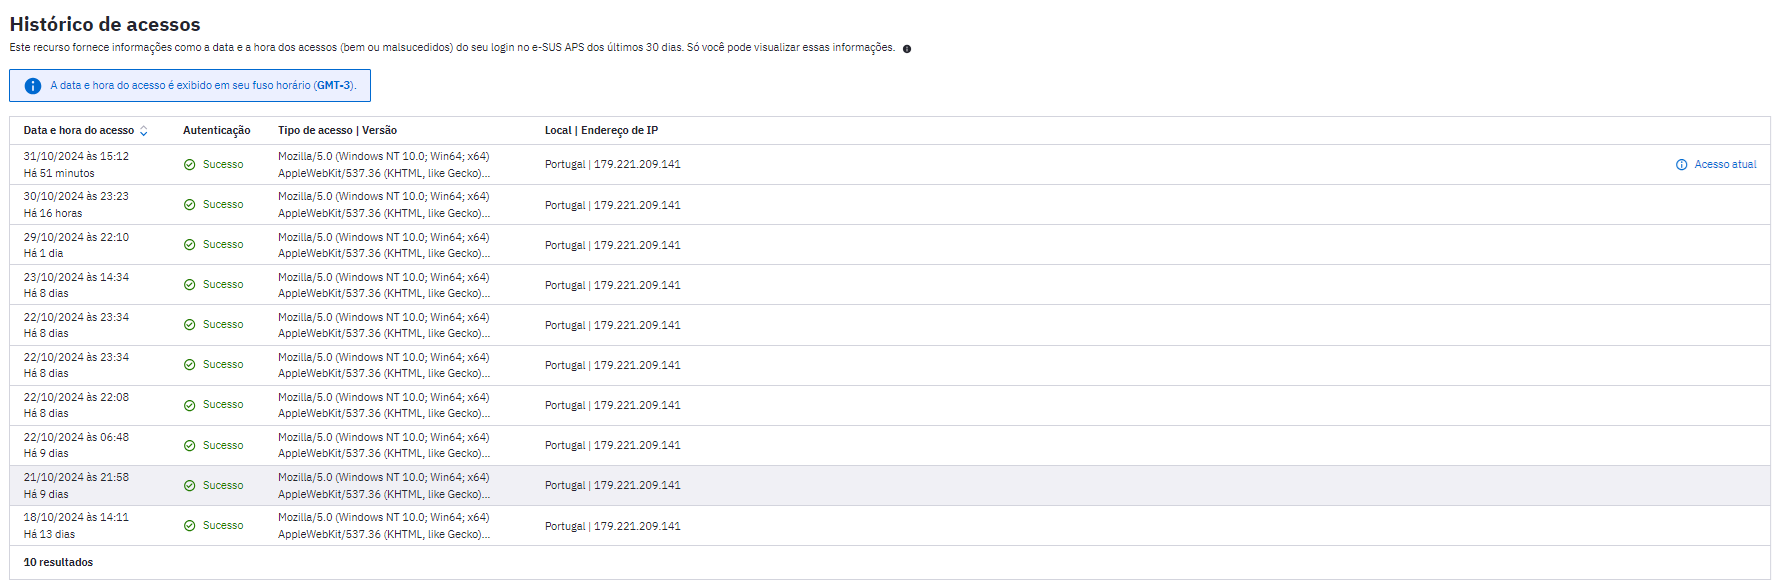 Histórico de acessos
Este recurso fornece informações como a data e a hora dos acessos (bem ou malsucedidos) do seu login no e-SUS APS dos últimos 30 dias. Só você pode visualizar essas informações.
A data e hora do acesso é exibido em seu fuso horário (GMT-3).
Data e hora do acesso Autenticação Tipo de acesso | Versão Local | Endereço de IP
31/10/2024 às 15:12 Mozilla/5.0 (Windows NT 10.0; Win64; x64)
Sucesso Portugal | 179.221.209.141 Acesso atual
Há 51 minutos AppleWebKit/537.36 (KHTML, like Gecko)...
30/10/2024 às 23:23 Mozilla/5.0 (Windows NT 10.0; Win64; x64)
Sucesso Portugal | 179.221.209.141
Há 16 horas AppleWebKit/537.36 (KHTML, like Gecko)...
29/10/2024 às 22:10 Mozilla/5.0 (Windows NT 10.0; Win64; x64)
Sucesso Portugal | 179.221.209.141
Há 1 dia AppleWebKit/537.36 (KHTML, like Gecko)...
23/10/2024 às 14:34 Mozilla/5.0 (Windows NT 10.0; Win64; x64)
Sucesso Portugal | 179.221.209.141
Há 8 dias AppleWebKit/537.36 (KHTML, like Gecko)...
22/10/2024 às 23:34 Mozilla/5.0 (Windows NT 10.0; Win64; x64)
Sucesso Portugal | 179.221.209.141
Há 8 dias AppleWebKit/537.36 (KHTML, like Gecko)...
22/10/2024 às 23:34 Mozilla/5.0 (Windows NT 10.0; Win64; x64)
Sucesso Portugal | 179.221.209.141
Há 8 dias AppleWebKit/537.36 (KHTML, like Gecko)...
22/10/2024 às 22:08 Mozilla/5.0 (Windows NT 10.0; Win64; x64)
Sucesso Portugal | 179.221.209.141
Há 8 dias AppleWebKit/537.36 (KHTML, like Gecko)...
22/10/2024 às 06:48 Mozilla/5.0 (Windows NT 10.0; Win64; x64)
Sucesso Portugal | 179.221.209.141
Há 9 dias AppleWebKit/537.36 (KHTML, like Gecko)...
21/10/2024 às 21:58 Mozilla/5.0 (Windows NT 10.0; Win64; x64)
Sucesso Portugal | 179.221.209.141
Há 9 dias AppleWebKit/537.36 (KHTML, like Gecko)...
18/10/2024 às 14:11 Mozilla/5.0 (Windows NT 10.0; Win64; x64)
Sucesso Portugal | 179.221.209.141
Há 13 dias AppleWebKit/537.36 (KHTML, like Gecko)...
10 resultados